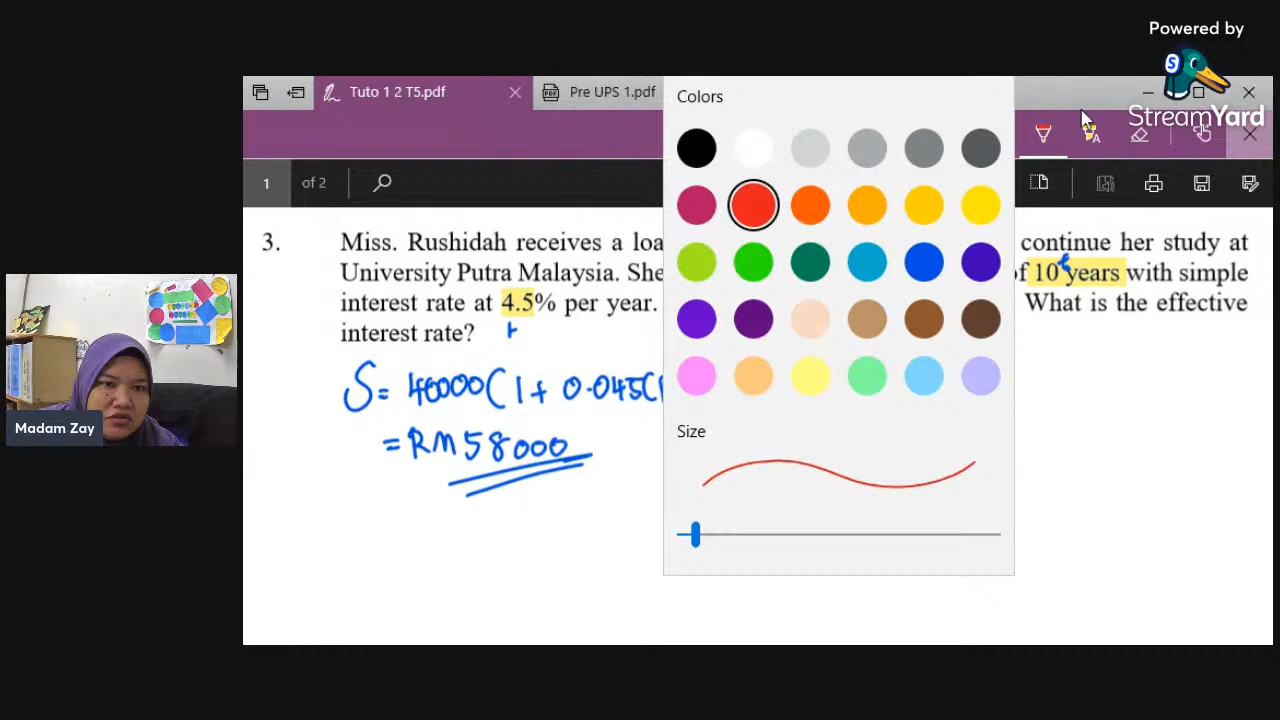 Powered by
StreamYard
Tuto 1 2 T5.pdf
Pre UPS 1.pdf
Colors
1 of 2
3. Miss. Rushidah receives a loa continue her study at
University Putra Malaysia. She of 10 years with simple
interest rate at 4.5% per year. What is the effective
interest rate?
S = 40000(1 + 0.045(1
= RM 58000
Size
Madam Zay